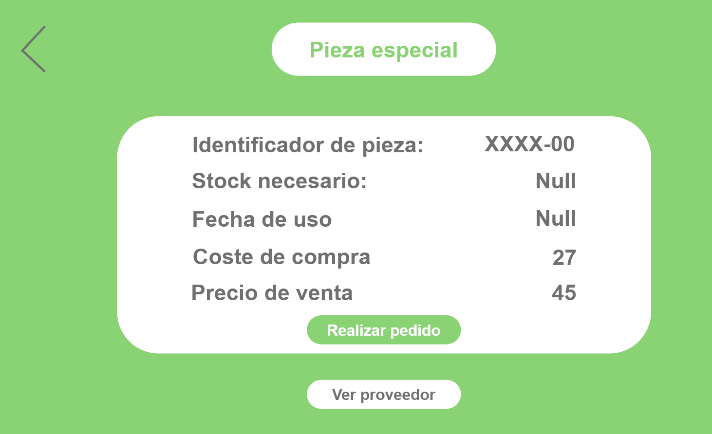 Pieza especial
Identificador de pieza: XXXX-00
Stock necesario: Null
Fecha de uso Null
Coste de compra 27
Precio de venta 45
Realizar pedido
Ver proveedor